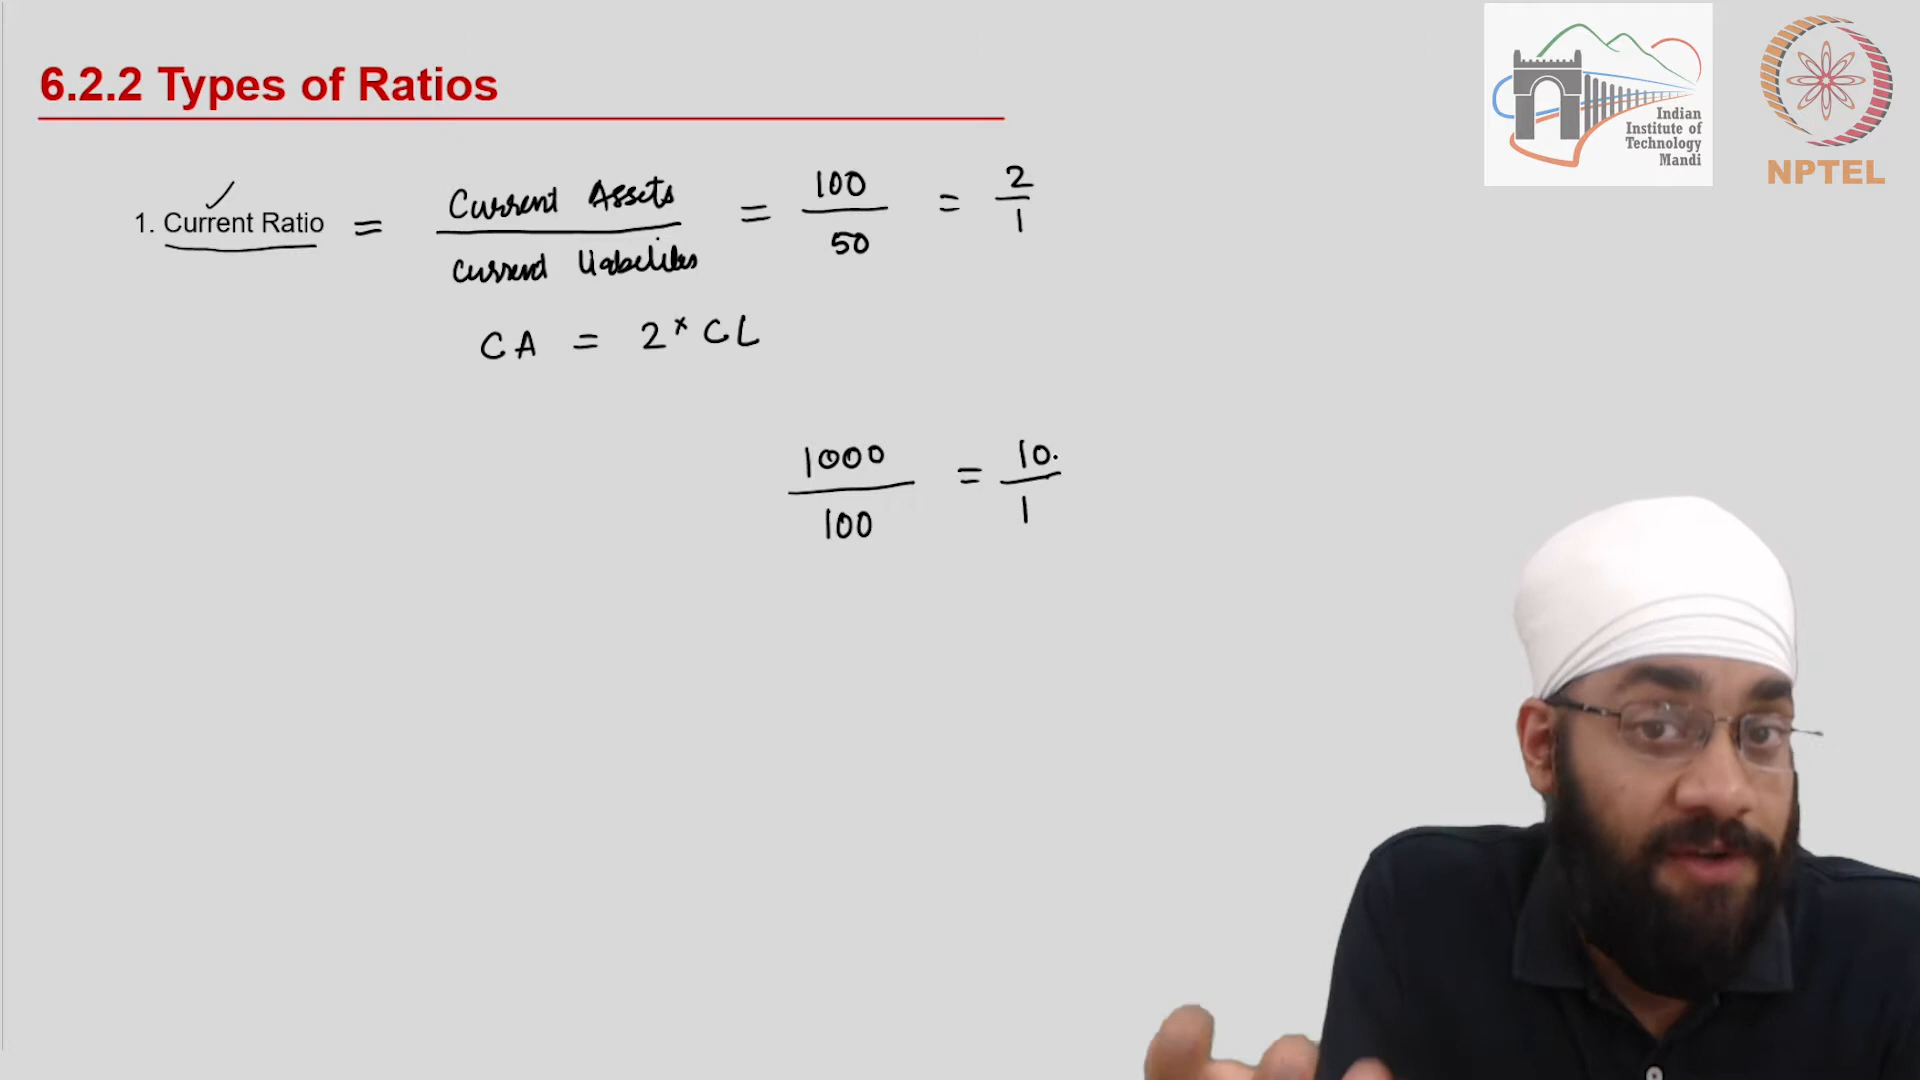 6.2.2 Types of Ratios
Indian
Institute of
Technology
Mandi
NPTEL
1. Current Ratio = Current Assets / Current Liabilities = 100 / 50 = 2 / 1
CA = 2 × CL
1000 / 100 = 10. / 1